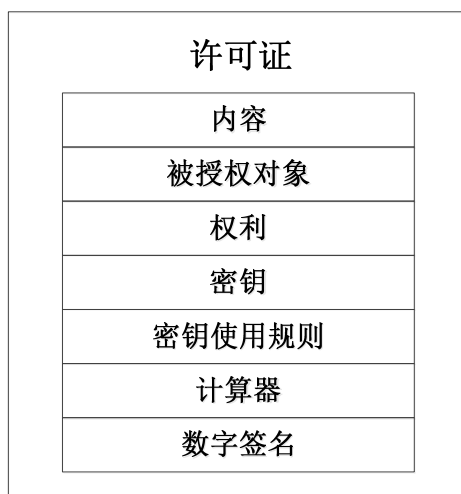 许可证
内容
被授权对象
权利
密钥
密钥使用规则
计算器
数字签名